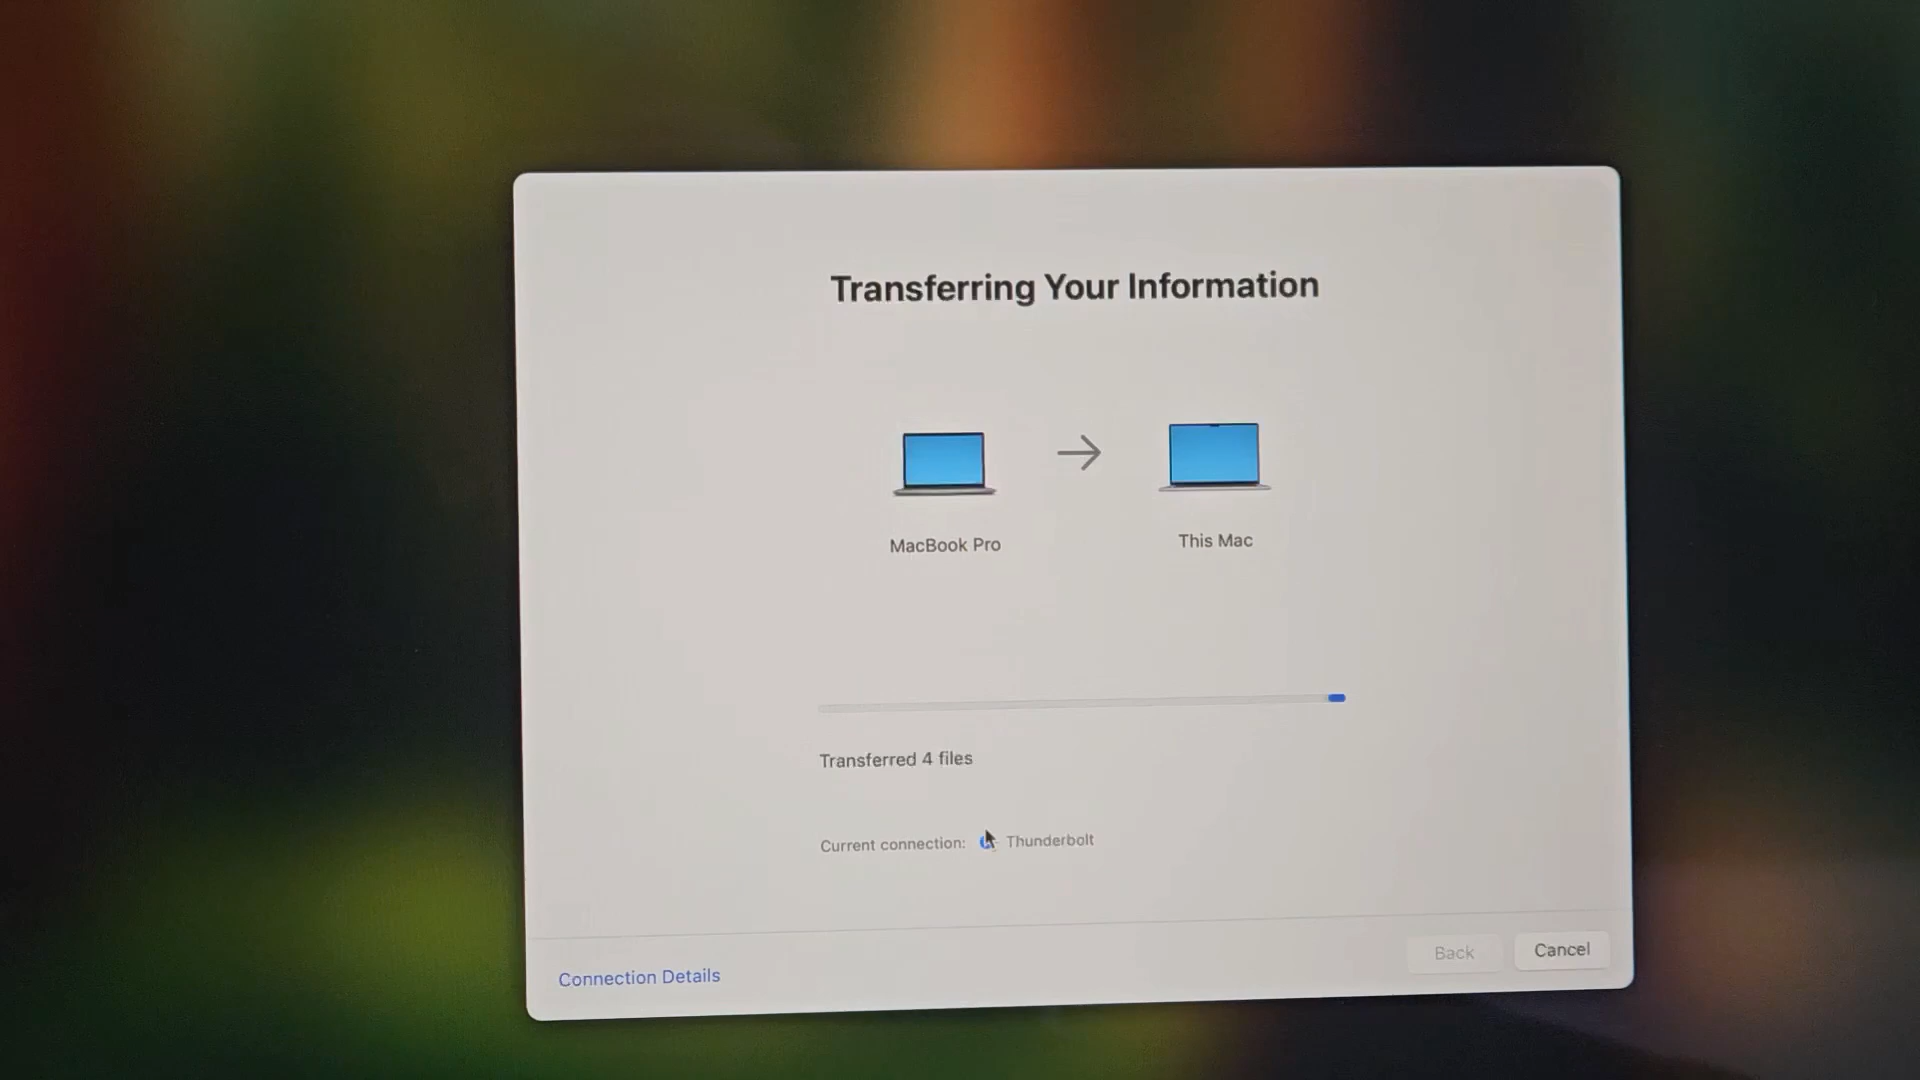 Transferring Your Information
MacBook Pro
This Mac
Transferred 4 files
Current connection: Thunderbolt
Connection Details
Back
Cancel